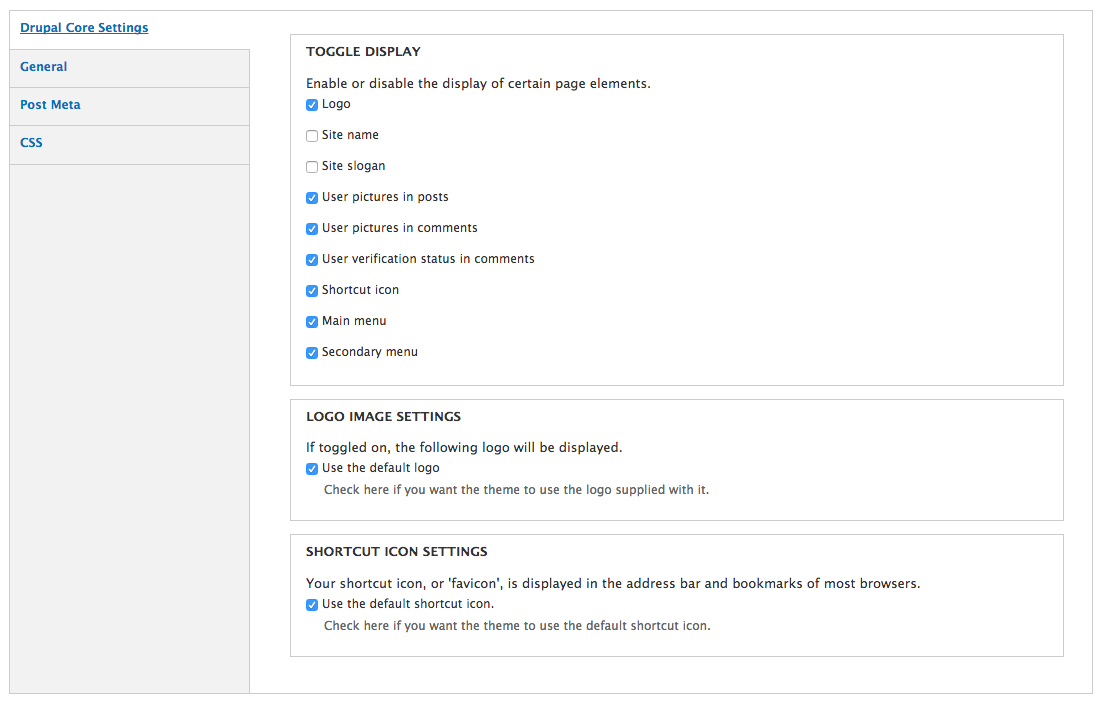 Drupal Core Settings
General
Post Meta
CSS
TOGGLE DISPLAY
Enable or disable the display of certain page elements.
Logo
Site name
Site slogan
User pictures in posts
User pictures in comments
User verification status in comments
Shortcut icon
Main menu
Secondary menu
LOGO IMAGE SETTINGS
If toggled on, the following logo will be displayed.
Use the default logo
Check here if you want the theme to use the logo supplied with it.
SHORTCUT ICON SETTINGS
Your shortcut icon, or 'favicon', is displayed in the address bar and bookmarks of most browsers.
Use the default shortcut icon.
Check here if you want the theme to use the default shortcut icon.